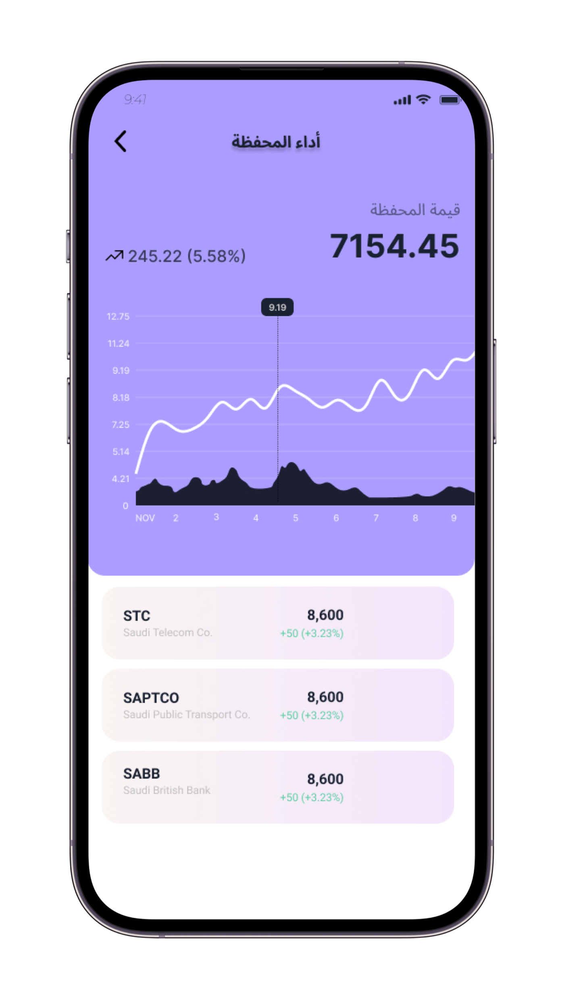 9:41
أداء المحفظة
قيمة المحفظة
7154.45
245.22 (5.58%)
9.19
12.75
11.24
9.19
8.18
7.25
5.14
4.21
0
NOV 2 3 4 5 6 7 8 9
STC
Saudi Telecom Co.
8,600
+50 (+3.23%)
SAPTCO
Saudi Public Transport Co.
8,600
+50 (+3.23%)
SABB
Saudi British Bank
8,600
+50 (+3.23%)